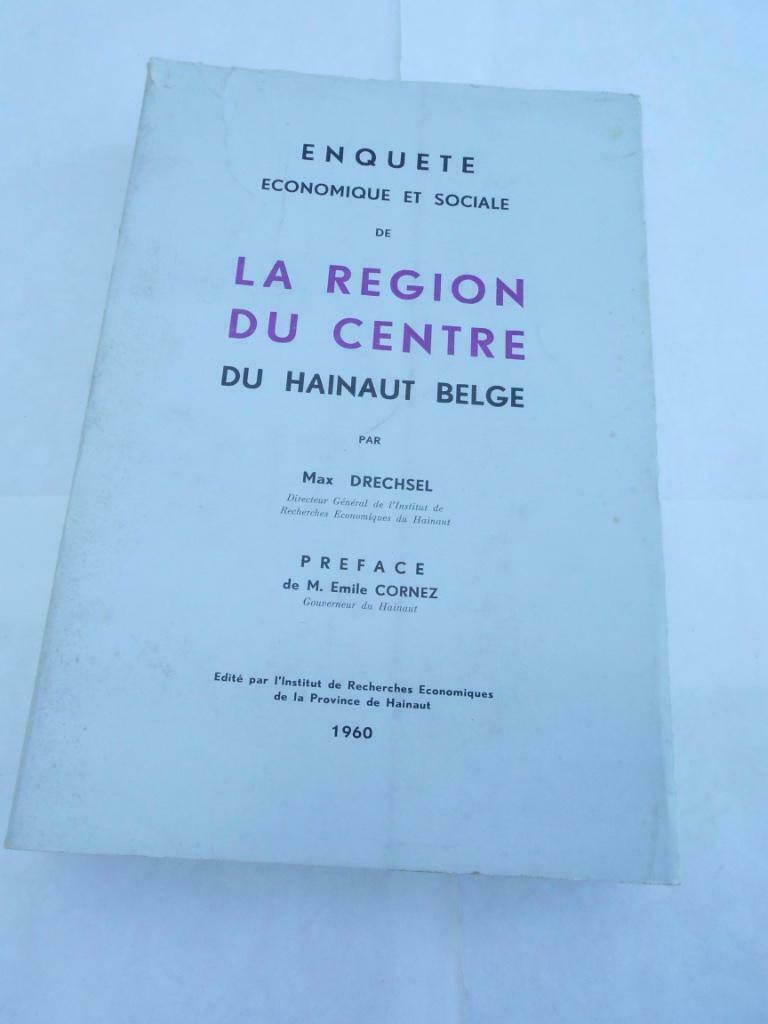 ENQUETE
ECONOMIQUE ET SOCIALE
DE
LA REGION
DU CENTRE
DU HAINAUT BELGE
PAR
Max DRECHSEL
Directeur Général de l'Institut de
Recherches Economiques du Hainaut
PREFACE
de M. Emile CORNEZ
Gouverneur du Hainaut
Edité par l'Institut de Recherches Economiques
de la Province de Hainaut
1960